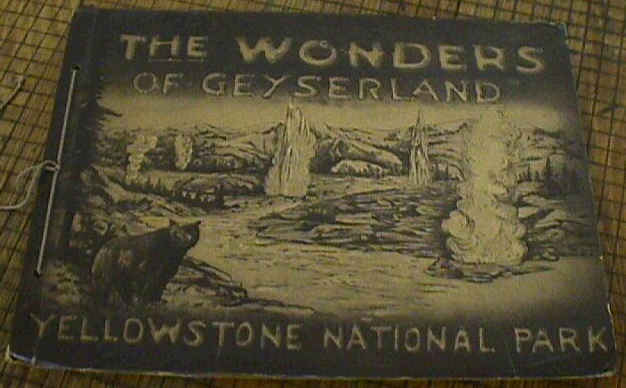 THE WONDERS
OF GEYSERLAND
YELLOWSTONE NATIONAL PARK